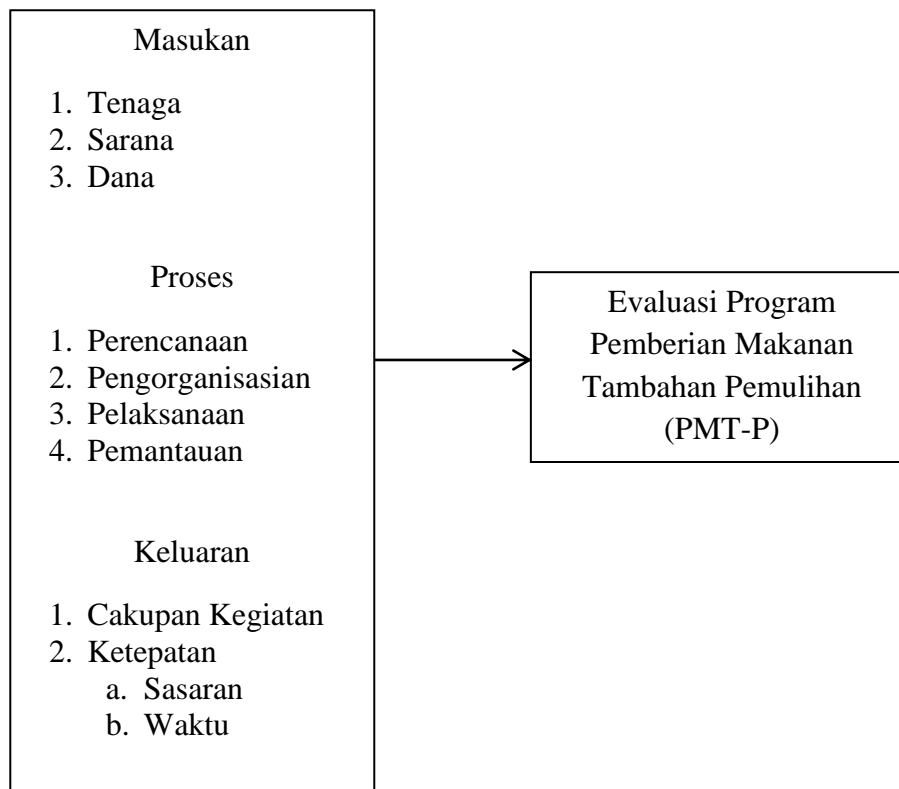 Masukan
1. Tenaga
2. Sarana
3. Dana
Proses
1. Perencanaan
2. Pengorganisasian
3. Pelaksanaan
4. Pemantauan
Keluaran
1. Cakupan Kegiatan
2. Ketepatan
a. Sasaran
b. Waktu
Evaluasi Program
Pemberian Makanan
Tambahan Pemulihan
(PMT-P)